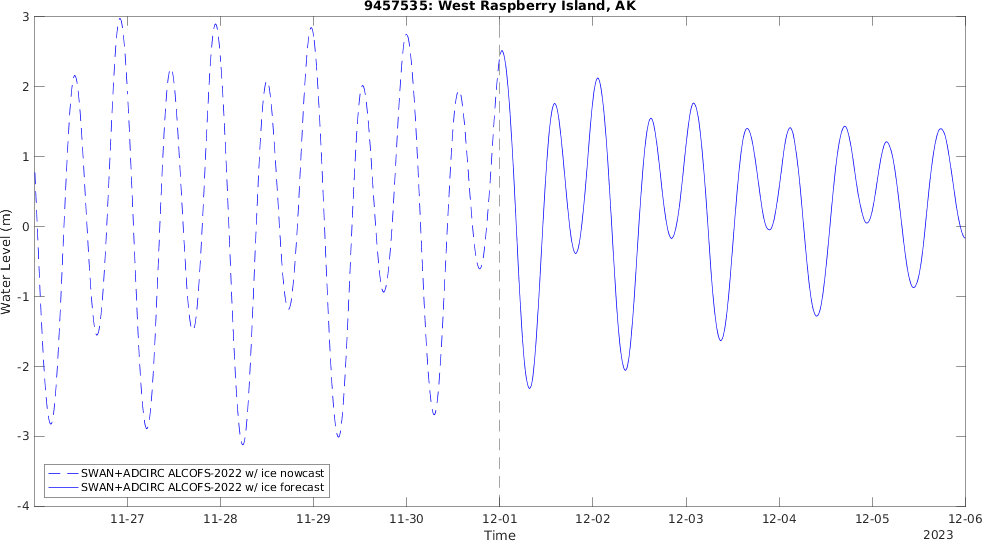 9457535: West Raspberry Island, AK
Water Level (m)
3
2
1
0
-1
-2
-3
-4
SWAN+ADCIRC ALCOFS-2022 w/ ice nowcast
SWAN+ADCIRC ALCOFS-2022 w/ ice forecast
11-27 11-28 11-29 11-30 12-01 12-02 12-03 12-04 12-05 12-06
Time
2023